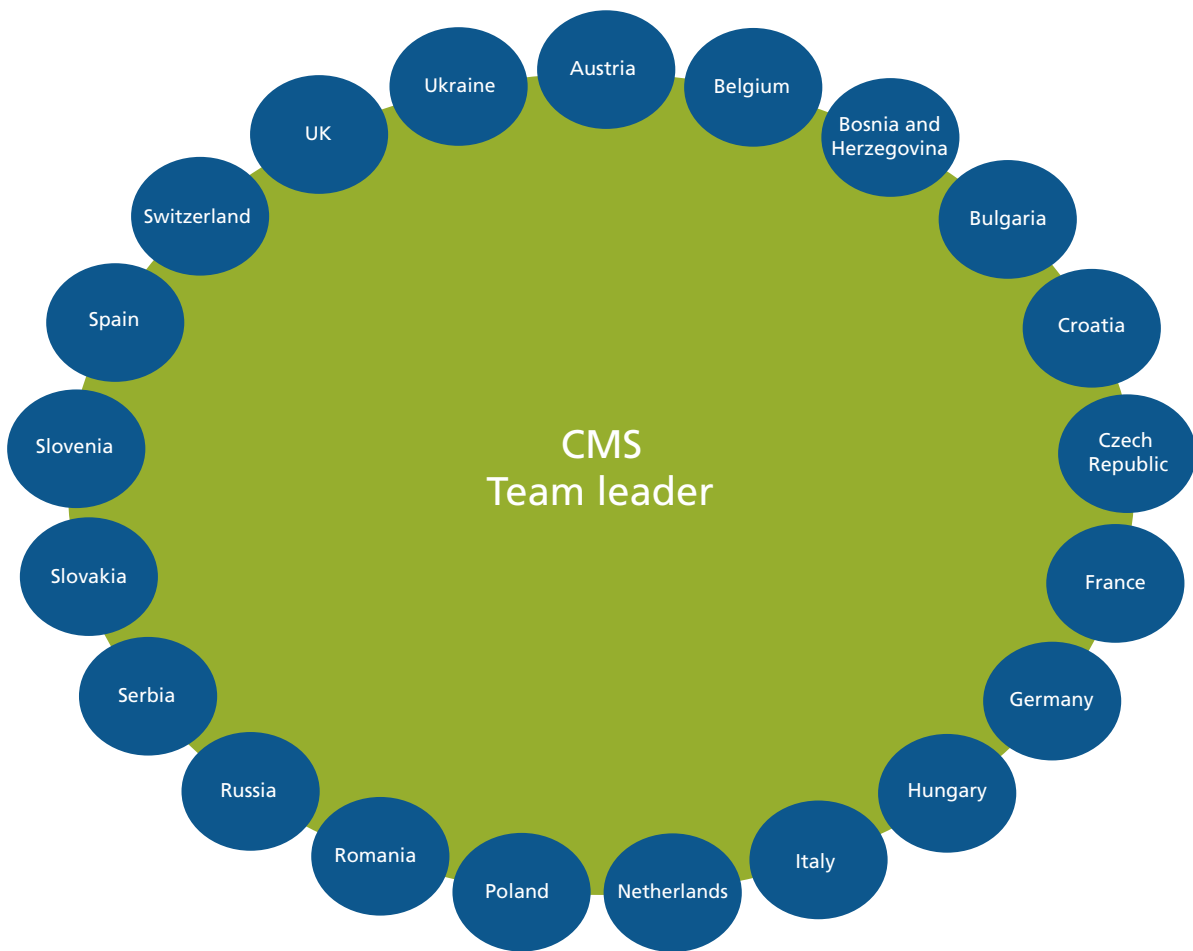 Austria
Belgium
Bosnia and
Herzegovina
Bulgaria
Croatia
Czech
Republic
France
Germany
Hungary
Italy
Netherlands
Poland
Romania
Russia
Serbia
Slovakia
Slovenia
Spain
Switzerland
UK
Ukraine
CMS
Team leader